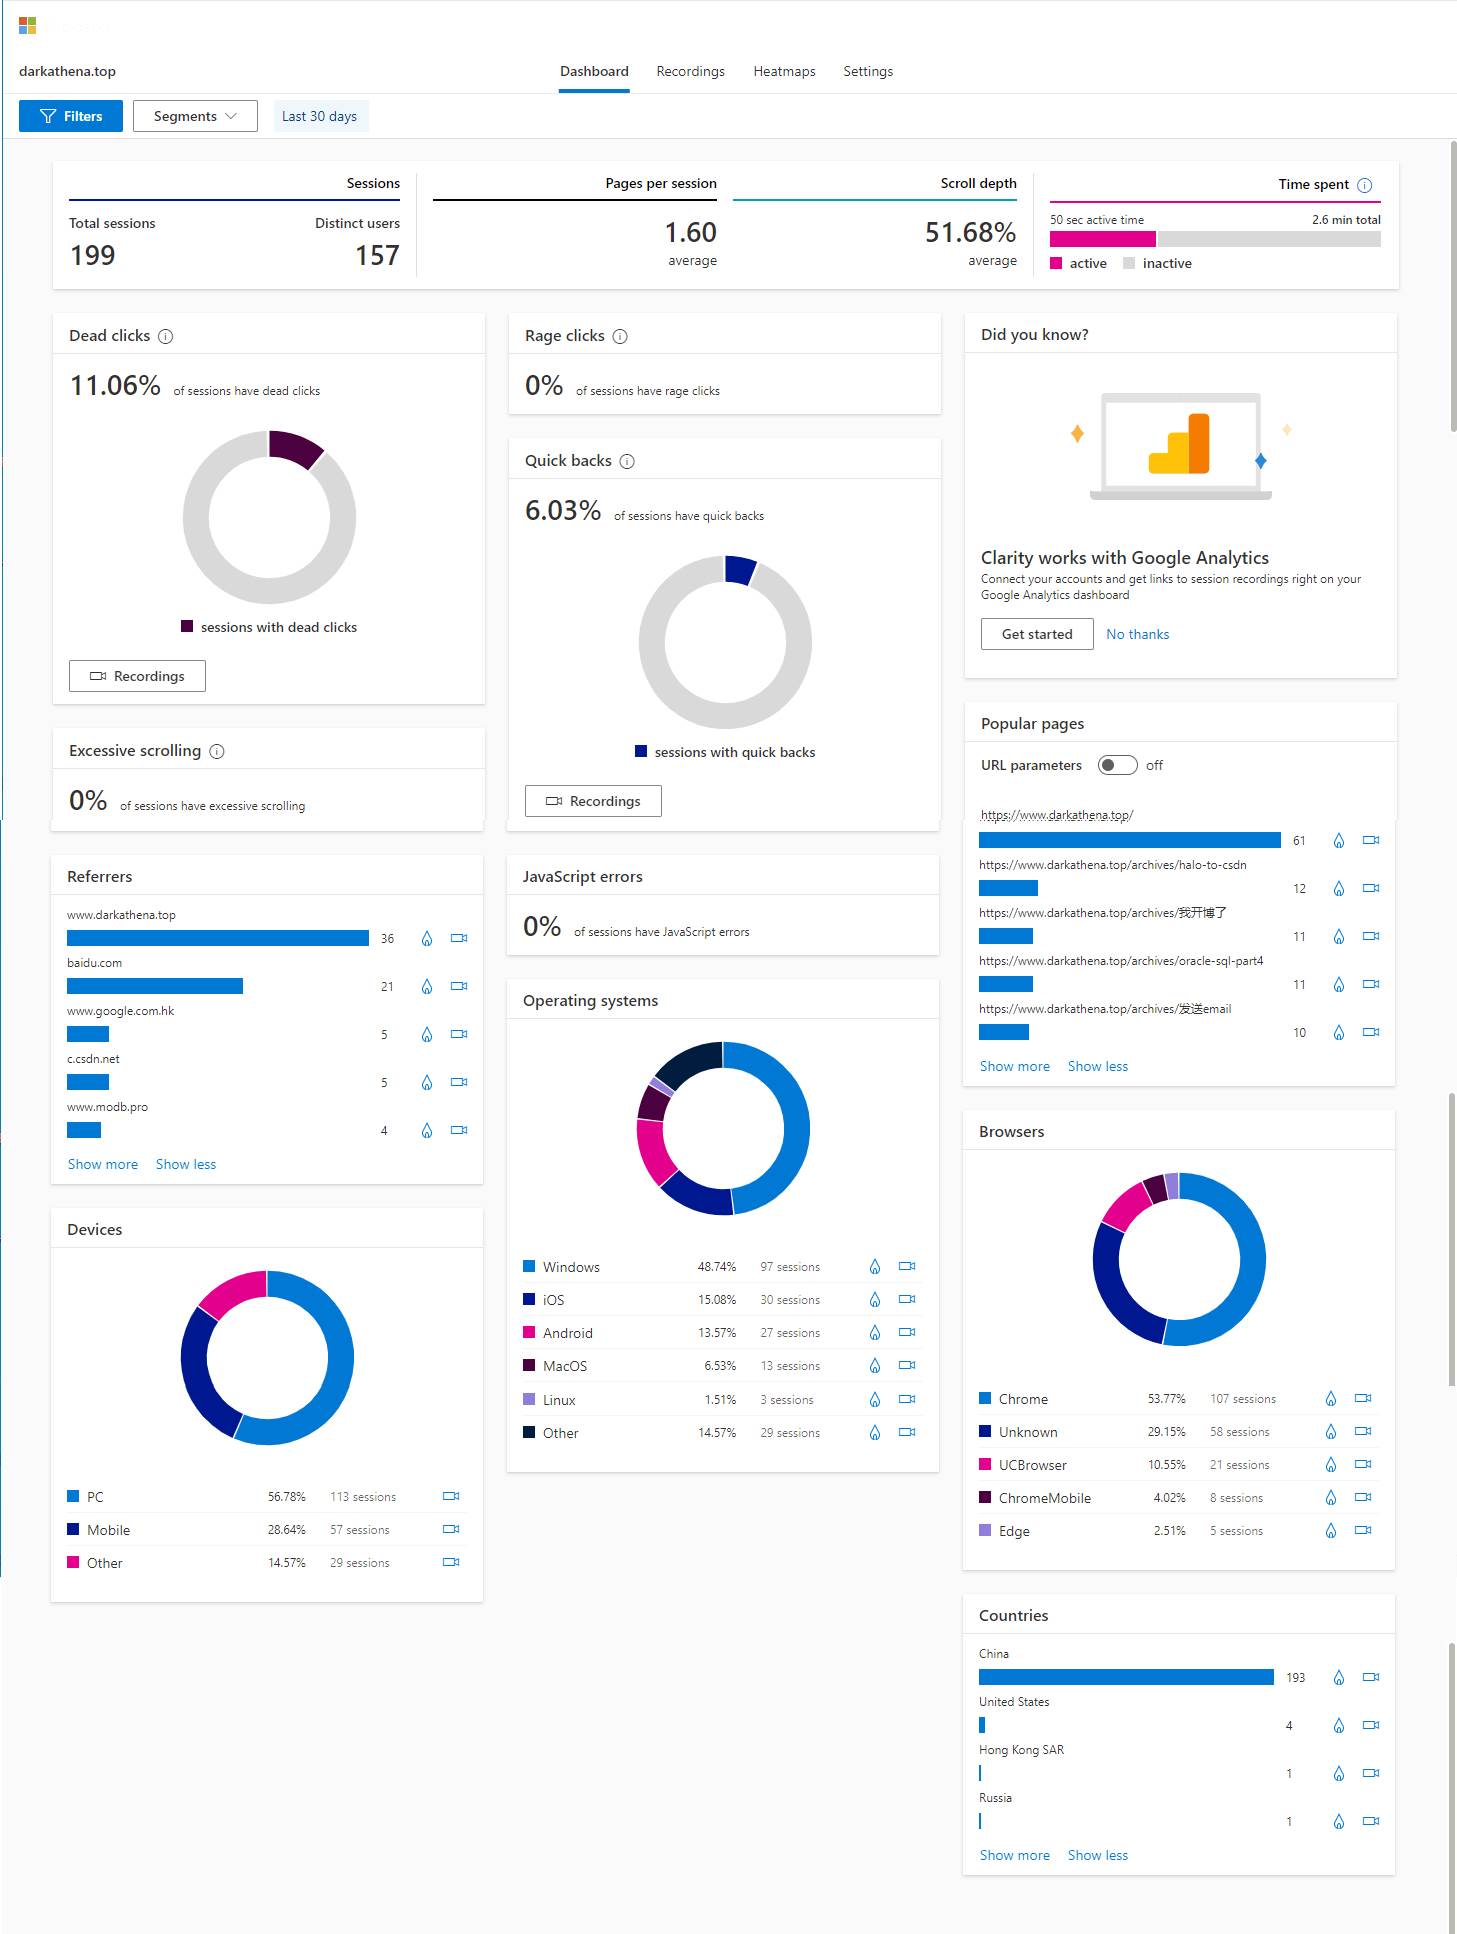 darkathena.top
Dashboard
Recordings
Heatmaps
Settings
Filters
Segments
Last 30 days
Sessions
Total sessions
Distinct users
199
157
Pages per session
1.60
average
Scroll depth
51.68%
average
Time spent
50 sec active time
2.6 min total
active
inactive
Dead clicks
11.06% of sessions have dead clicks
sessions with dead clicks
Recordings
Excessive scrolling
0% of sessions have excessive scrolling
Referrers
www.darkathena.top
36
baidu.com
21
www.google.com.hk
5
c.csdn.net
5
www.modb.pro
4
Show more Show less
Devices
PC 56.78% 113 sessions
Mobile 28.64% 57 sessions
Other 14.57% 29 sessions
Rage clicks
0% of sessions have rage clicks
Quick backs
6.03% of sessions have quick backs
sessions with quick backs
Recordings
JavaScript errors
0% of sessions have JavaScript errors
Operating systems
Windows 48.74% 97 sessions
iOS 15.08% 30 sessions
Android 13.57% 27 sessions
MacOS 6.53% 13 sessions
Linux 1.51% 3 sessions
Other 14.57% 29 sessions
Did you know?
Clarity works with Google Analytics
Connect your accounts and get links to session recordings right on your
Google Analytics dashboard
Get started No thanks
Popular pages
URL parameters off
https://www.darkathena.top/
61
https://www.darkathena.top/archives/halo-to-csdn
12
https://www.darkathena.top/archives/我开博了
11
https://www.darkathena.top/archives/oracle-sql-part4
11
https://www.darkathena.top/archives/发送email
10
Show more Show less
Browsers
Chrome 53.77% 107 sessions
Unknown 29.15% 58 sessions
UCBrowser 10.55% 21 sessions
ChromeMobile 4.02% 8 sessions
Edge 2.51% 5 sessions
Countries
China
193
United States
4
Hong Kong SAR
1
Russia
1
Show more Show less